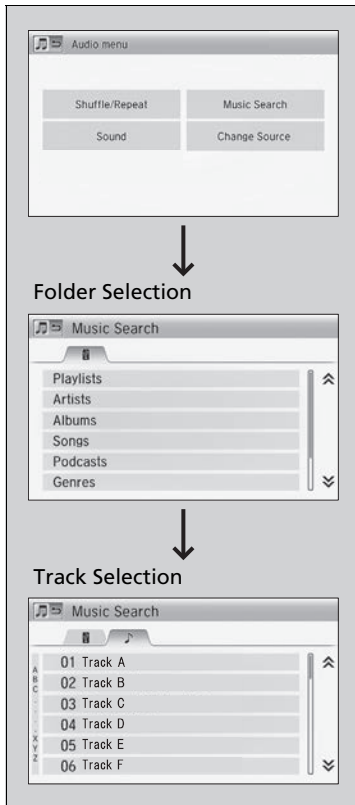 Audio menu
Shuffle/Repeat Music Search
Sound Change Source
Folder Selection
Music Search
Playlists
Artists
Albums
Songs
Podcasts
Genres
Track Selection
Music Search
A
B
C
X
Y
Z
01 Track A
02 Track B
03 Track C
04 Track D
05 Track E
06 Track F